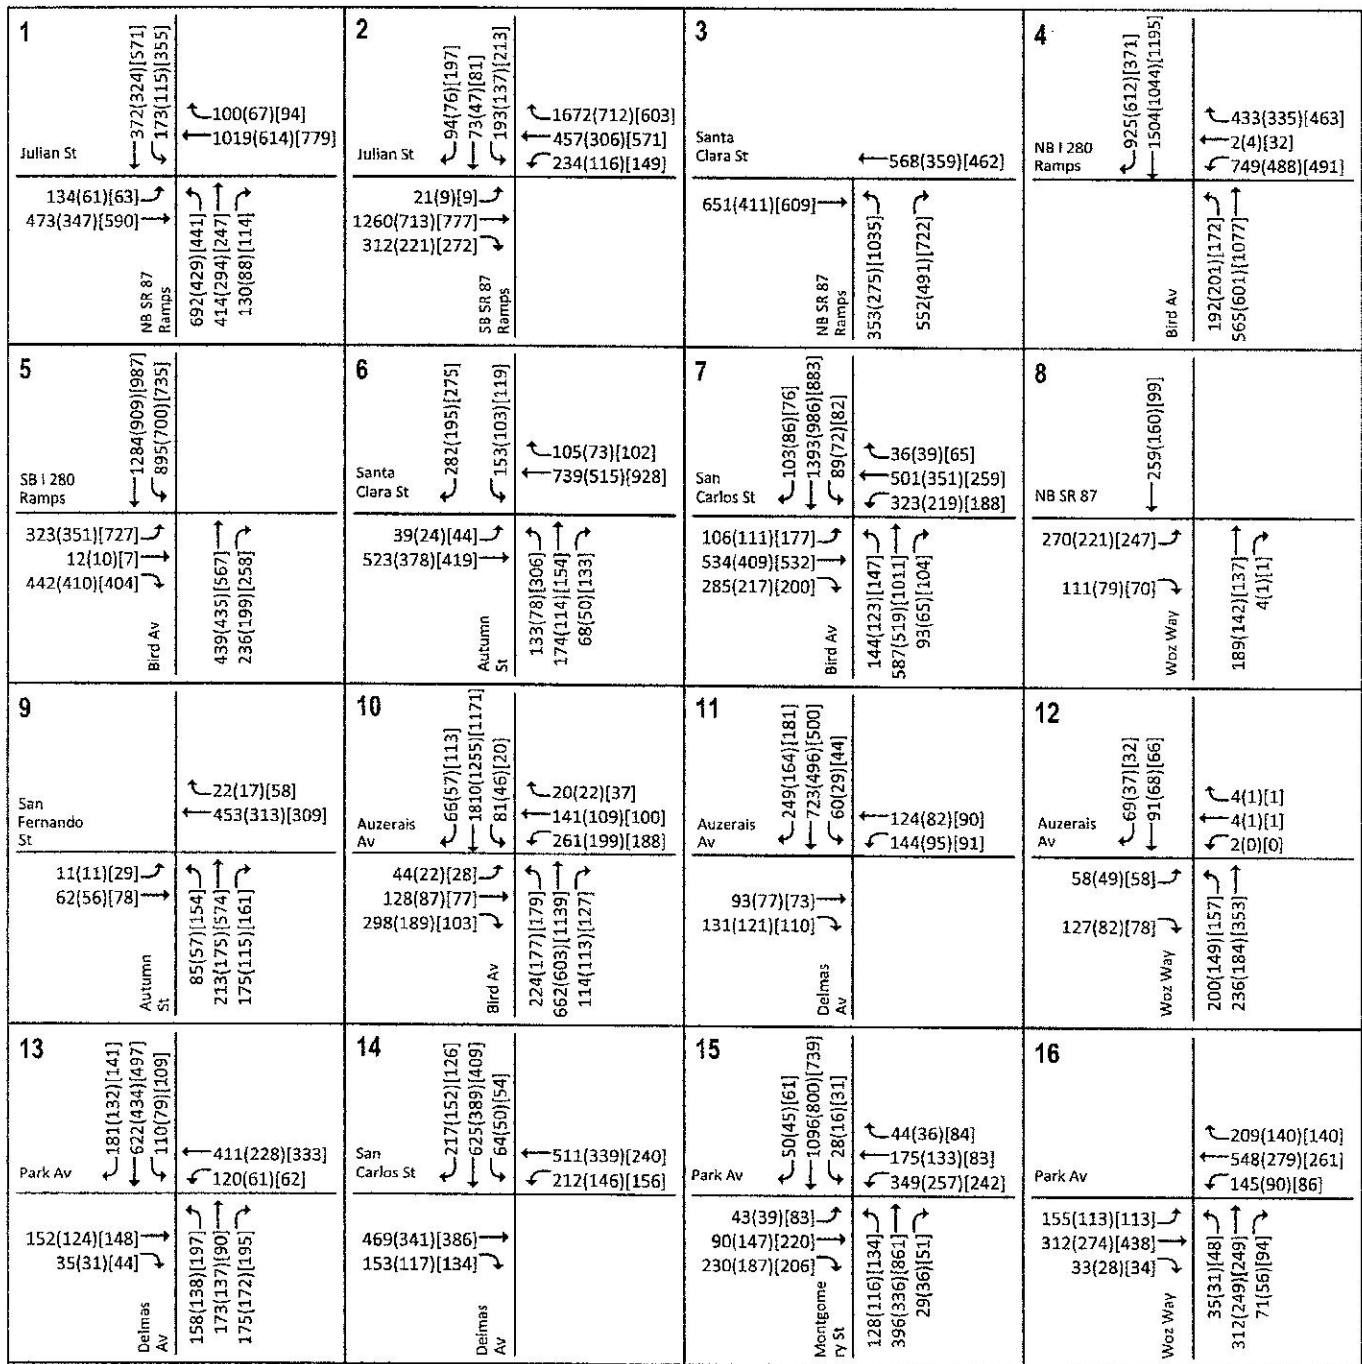 1
372(324)[571]
173(115)[355]
100(67)[94]
1019(614)[779]
Julian St
134(61)[63]
473(347)[590]
NB SR 87
Ramps
692(429)[441]
414(294)[247]
130(88)[114]
2
94(76)[197]
73(47)[81]
193(137)[213]
1672(712)[603]
457(306)[571]
234(116)[149]
Julian St
21(9)[9]
1260(713)[777]
312(221)[272]
SB SR 87
Ramps
3
Santa
Clara St
568(359)[462]
651(411)[609]
NB SR 87
Ramps
353(275)[1035]
552(491)[722]
4
925(612)[371]
1504(1044)[1195]
433(335)[463]
2(4)[32]
749(488)[491]
NB I 280
Ramps
Bird Av
192(201)[172]
565(601)[1077]
5
1284(909)[987]
895(700)[735]
SB I 280
Ramps
323(351)[727]
12(10)[7]
442(410)[404]
Bird Av
439(435)[567]
236(199)[258]
6
282(195)[275]
153(103)[119]
105(73)[102]
739(515)[928]
Santa
Clara St
39(24)[44]
523(378)[419]
Autumn
St
133(78)[306]
174(114)[154]
68(50)[133]
7
103(86)[76]
1393(986)[883]
89(72)[82]
36(39)[65]
501(351)[259]
323(219)[188]
San
Carlos St
106(111)[177]
534(409)[532]
285(217)[200]
Bird Av
144(123)[147]
587(519)[1011]
93(65)[104]
8
259(160)[99]
NB SR 87
270(221)[247]
111(79)[70]
Woz Way
189(142)[137]
4(1)[1]
9
22(17)[58]
453(313)[309]
San
Fernando
St
11(11)[29]
62(56)[78]
Autumn
St
85(57)[154]
213(175)[574]
175(115)[161]
10
66(57)[113]
1810(1255)[1171]
81(46)[20]
20(22)[37]
141(109)[100]
261(199)[188]
Auzerais
Av
44(22)[28]
128(87)[77]
298(189)[103]
Bird Av
224(177)[179]
662(603)[1139]
114(113)[127]
11
249(164)[181]
723(496)[500]
60(29)[44]
124(82)[90]
144(95)[91]
Auzerais
Av
93(77)[73]
131(121)[110]
Delmas
Av
12
69(37)[32]
91(68)[66]
4(1)[1]
4(1)[1]
2(0)[0]
Auzerais
Av
58(49)[58]
127(82)[78]
Woz Way
200(149)[157]
236(184)[353]
13
181(132)[141]
622(434)[497]
110(79)[109]
411(228)[333]
120(61)[62]
Park Av
152(124)[148]
35(31)[44]
Delmas
Av
158(138)[197]
173(137)[90]
175(172)[195]
14
217(152)[126]
625(389)[409]
64(50)[54]
511(339)[240]
212(146)[156]
San
Carlos St
469(341)[386]
153(117)[134]
Delmas
Av
15
50(45)[61]
1096(800)[739]
28(16)[31]
44(36)[84]
175(133)[83]
349(257)[242]
Park Av
43(39)[83]
90(147)[220]
230(187)[206]
Montgome
ry St
128(116)[134]
396(336)[861]
29(36)[51]
16
209(140)[140]
548(279)[261]
145(90)[86]
Park Av
155(113)[113]
312(274)[438]
33(28)[34]
Woz Way
35(31)[48]
312(249)[249]
71(56)[94]